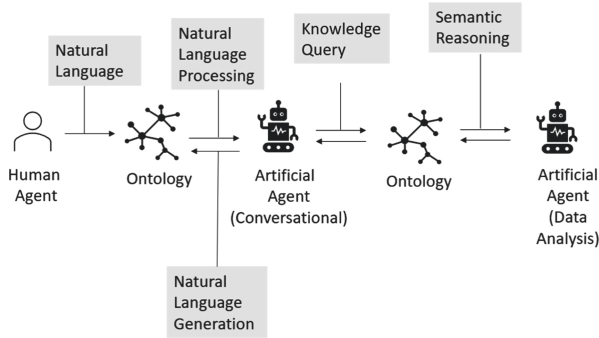 Natural
Language
Natural
Language
Processing
Knowledge
Query
Semantic
Reasoning
Human
Agent
Ontology
Artificial
Agent
(Conversational)
Ontology
Artificial
Agent
(Data
Analysis)
Natural
Language
Generation